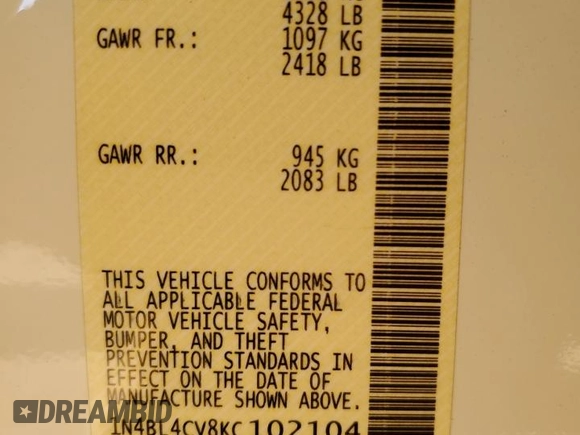 4328 LB
GAWR FR.: 1097 KG
2418 LB
GAWR RR.: 945 KG
2083 LB
THIS VEHICLE CONFORMS TO
ALL APPLICABLE FEDERAL
MOTOR VEHICLE SAFETY,
BUMPER, AND THEFT
PREVENTION STANDARDS IN
EFFECT ON THE DATE OF
MANUFACTURE SHOWN ABOVE.
1N4BL4CV8KC102104
DREAMBID